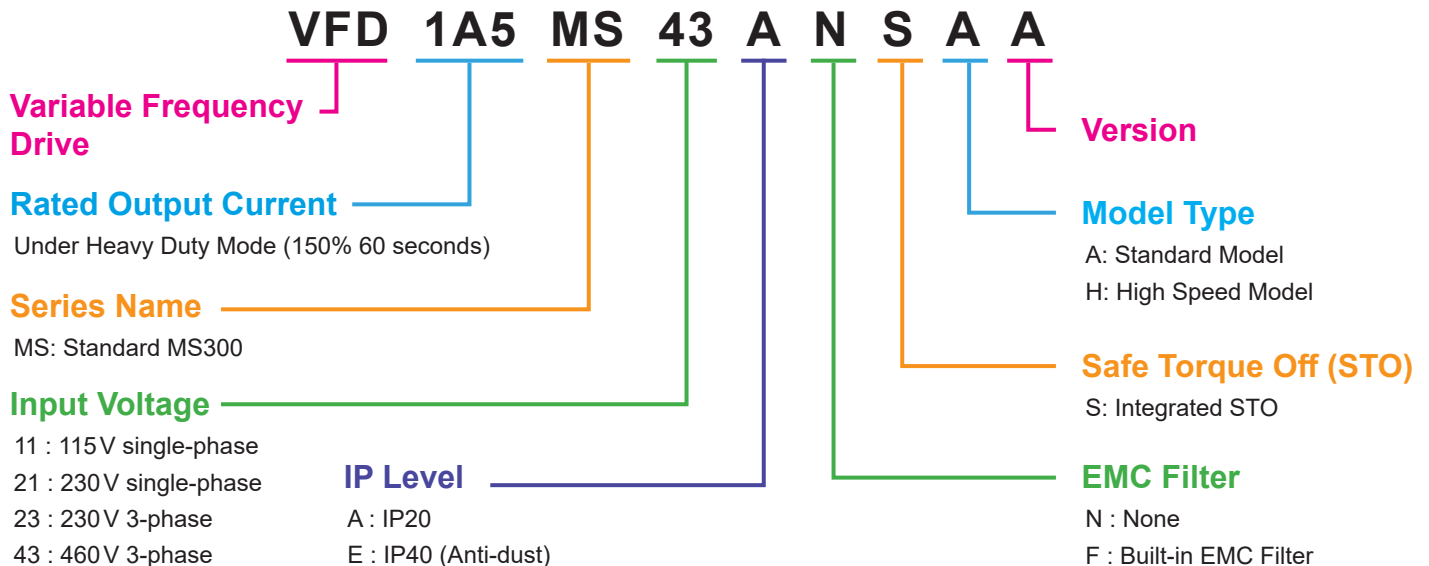 VFD 1A5 MS 43 A N S A A
Variable Frequency
Drive
Rated Output Current
Under Heavy Duty Mode (150% 60 seconds)
Series Name
MS: Standard MS300
Input Voltage
11 : 115V single-phase
21 : 230V single-phase
23 : 230V 3-phase
43 : 460V 3-phase
IP Level
A : IP20
E : IP40 (Anti-dust)
Version
Model Type
A: Standard Model
H: High Speed Model
Safe Torque Off (STO)
S: Integrated STO
EMC Filter
N : None
F : Built-in EMC Filter